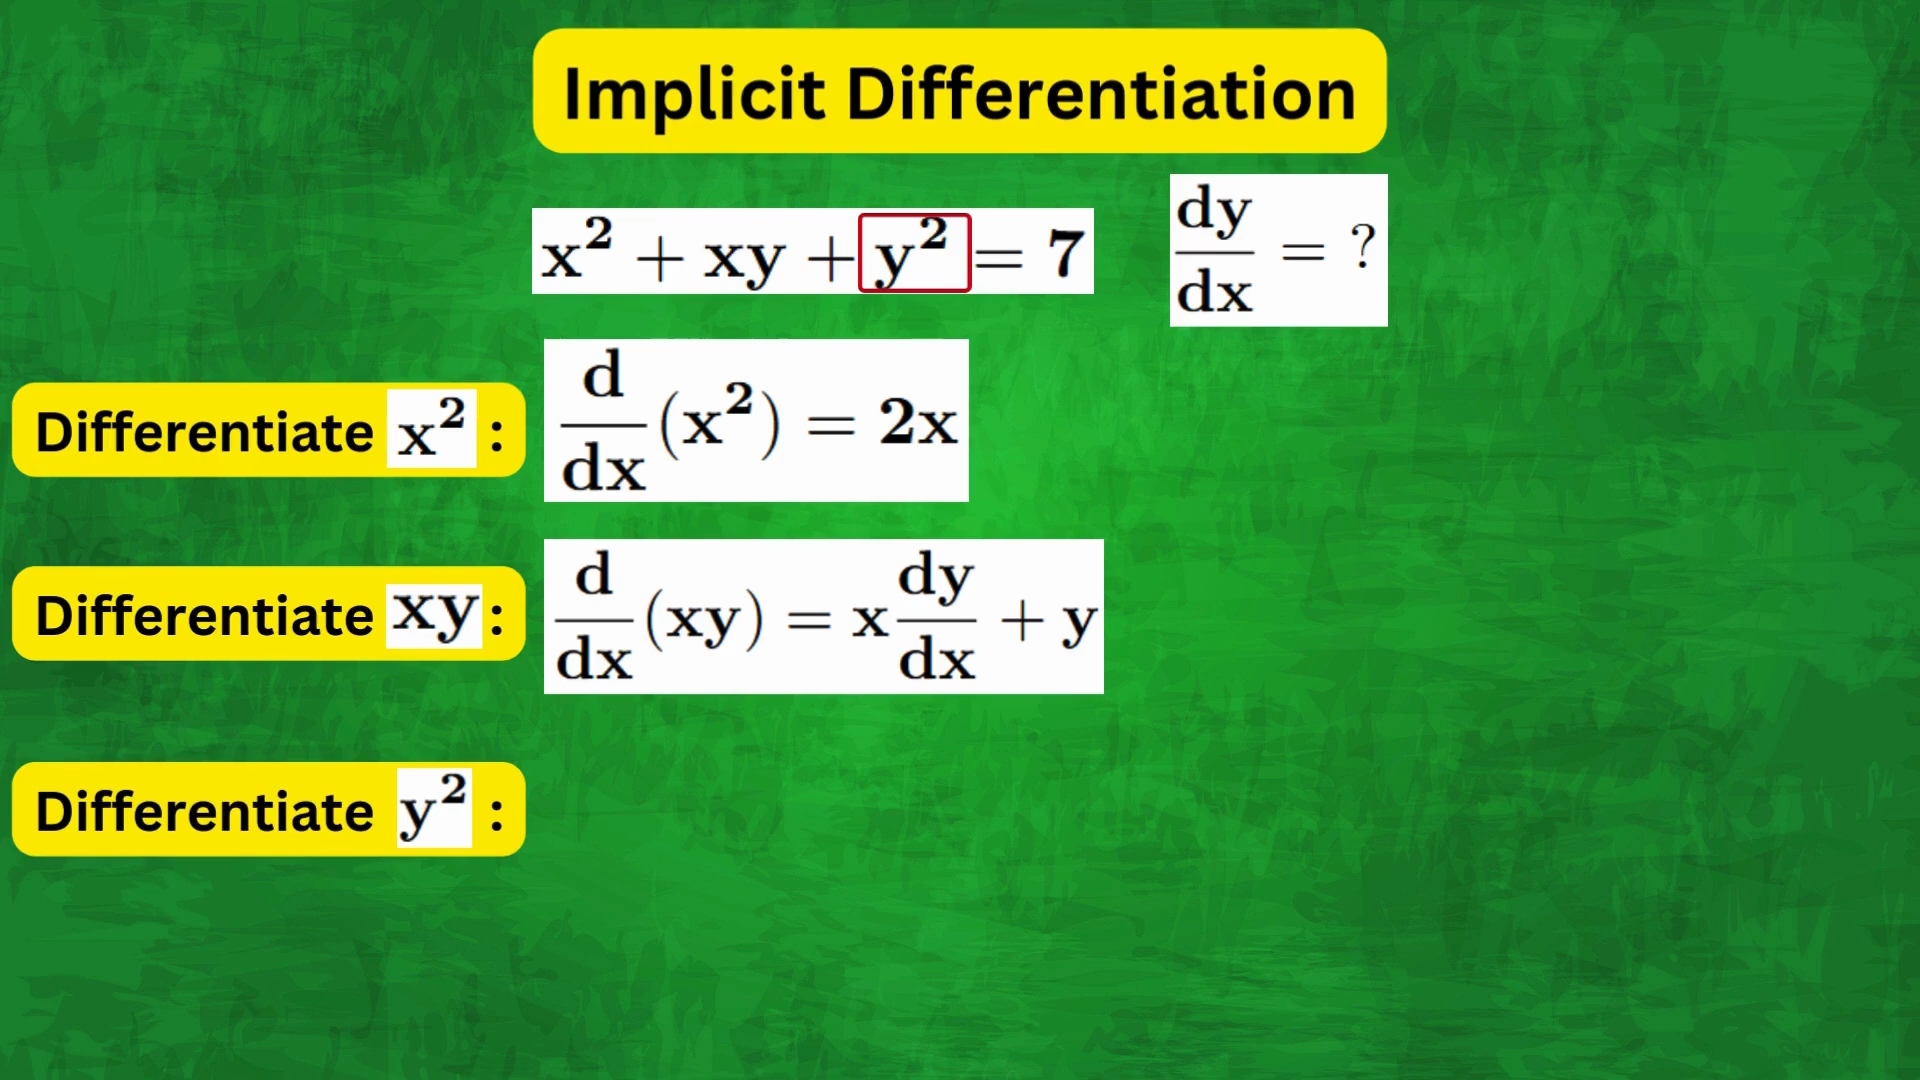 Implicit Differentiation
x² + xy + y² = 7
dy/dx = ?
Differentiate x² :
d/dx (x²) = 2x
Differentiate xy :
d/dx (xy) = x dy/dx + y
Differentiate y² :